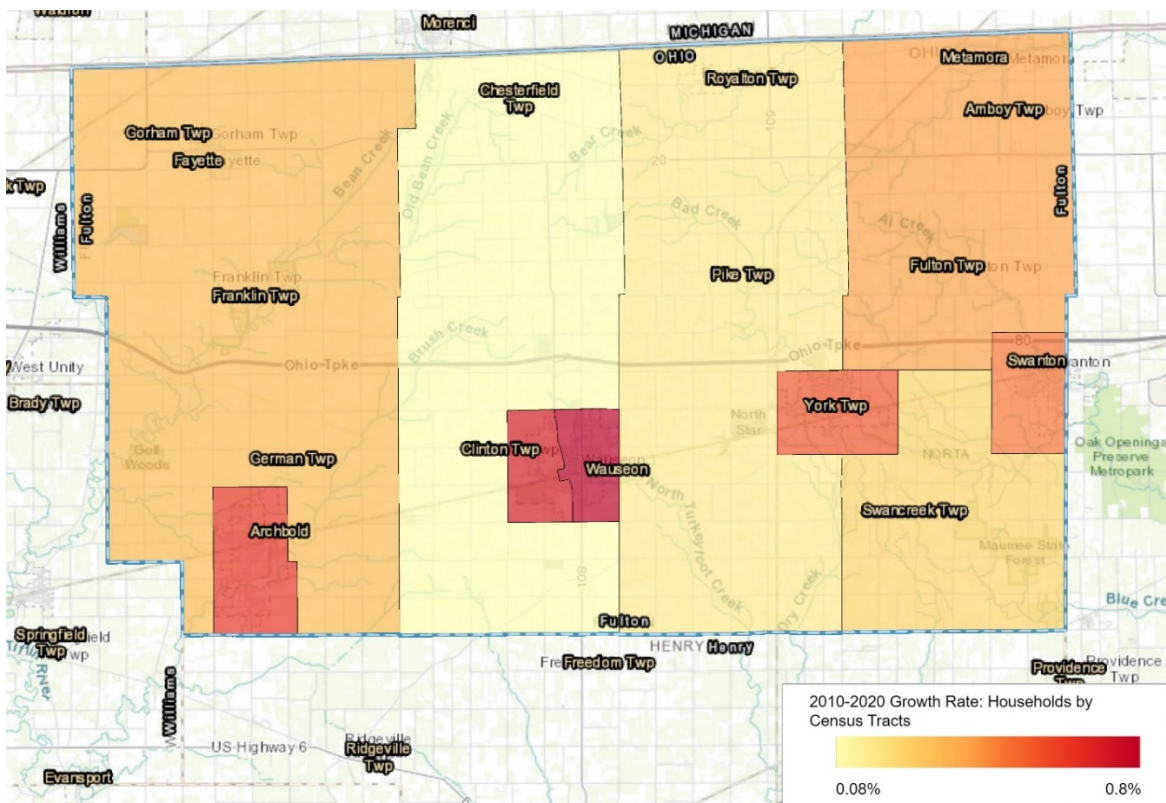 Morenci
MICHIGAN
OHIO
Metamora
Metamora
Royalton Twp
Chesterfield
Twp
Amboy Twp
Gorham Twp
Gorham Twp
Fayette
Bean Creek
Old Bean Creek
Bear Creek
109
20
Williams
Fulton
Fulton
Bad Creek
Ai Creek
Franklin Twp
Franklin Twp
Pike Twp
Fulton Twp
Brush Creek
Ohio-Tpke
Ohio-Tpke
80
West Unity
Swanton
Brady Twp
York Twp
North
Star
Goll
Woods
German Twp
Clinton Twp
Wauseon
Oak Openings
Preserve
Metropark
NORTA
North Turkeyfoot Creek
Swancreek Twp
Archbold
Maumee State
Forest
108
Dry Creek
Blue Cre
Fulton
Springfield
Twp
HENRY
Henry
Freedom Twp
Providence
Twp
Providence
Twp
Williams
US Highway 6
Ridgeville
Ridgeville
Twp
Evansport
2010-2020 Growth Rate: Households by
Census Tracts
0.08%
0.8%